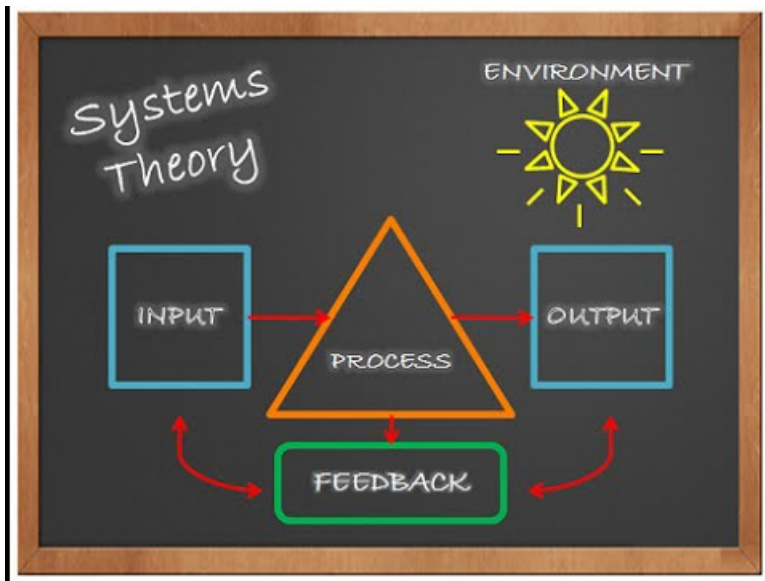 Systems
Theory
ENVIRONMENT
INPUT
PROCESS
OUTPUT
FEEDBACK